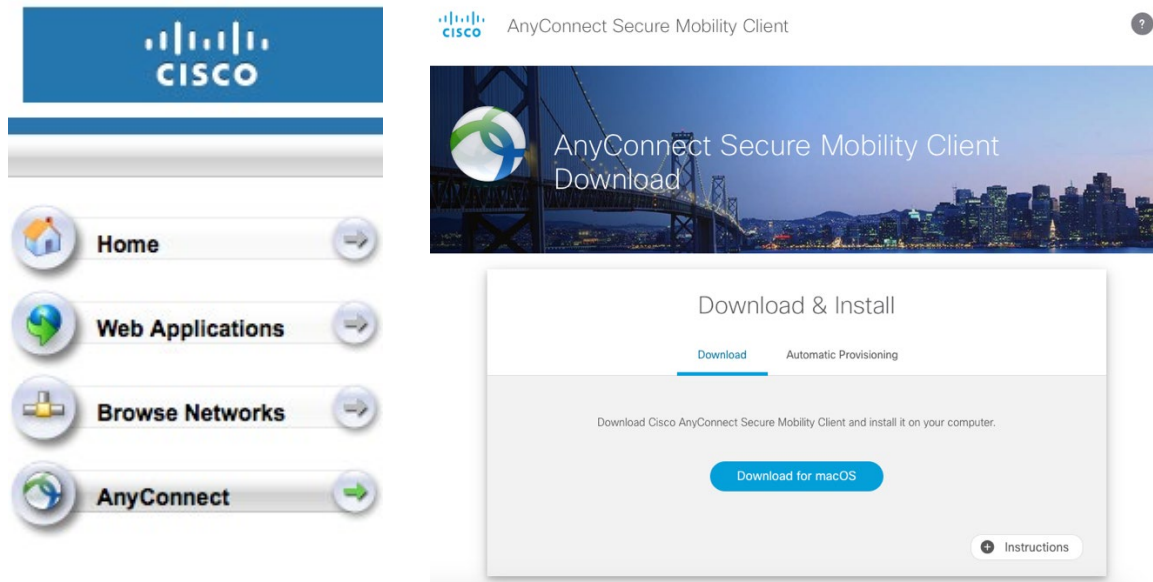 CISCO
Home
Web Applications
Browse Networks
AnyConnect
CISCO
AnyConnect Secure Mobility Client
?
AnyConnect Secure Mobility Client
Download
Download & Install
Download
Automatic Provisioning
Download Cisco AnyConnect Secure Mobility Client and install it on your computer.
Download for macOS
Instructions